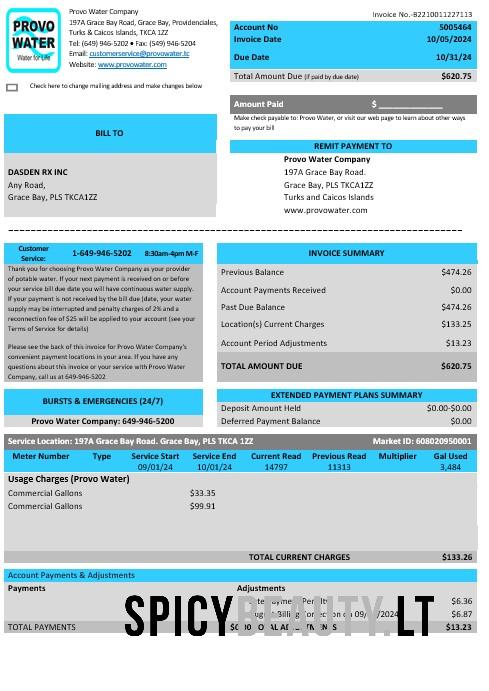 PROVO
WATER
Water for Life
Provo Water Company
197A Grace Bay Road, Grace Bay, Providenciales,
Turks & Caicos Islands, TKCA 1ZZ
Tel: (649) 946-5202 • Fax: (549) 946-5204
Email: customerservice@provowater.tc
Website: www.provowater.com
Check here to change mailing address and make changes below
Invoice No.-B2210011227113
Account No 5005464
Invoice Date 10/05/2024
Due Date 10/31/24
Total Amount Due (if paid by due date) $620.75
Amount Paid $ ____________
Make check payable to: Provo Water, or visit our web page to learn about other ways
to pay your bill
BILL TO
DASDEN RX INC
Any Road,
Grace Bay, PLS TKCA1ZZ
REMIT PAYMENT TO
Provo Water Company
197A Grace Bay Road.
Grace Bay, PLS TKCA1ZZ
Turks and Caicos Islands
www.provowater.com
Customer Service: 1-649-946-5202 8:30am-4pm M-F
Thank you for choosing Provo Water Company as your provider
of potable water. If your next payment is received on or before
your service bill due date you will have continuous water supply.
If your payment is not received by the bill due (date, your water
supply may be interrupted and penalty charges of 2% and a
reconnection fee of $25 will be applied to your account (see your
Terms of Service for details)
Please see the back of this invoice for Provo Water Company's
convenient payment locations in your area. If you have any
questions about this invoice or your service with Provo Water
Company, call us at 649-946-5202
INVOICE SUMMARY
Previous Balance $474.26
Account Payments Received $0.00
Past Due Balance $474.26
Location(s) Current Charges $133.25
Account Period Adjustments $13.23
TOTAL AMOUNT DUE $620.75
BURSTS & EMERGENCIES (24/7)
Provo Water Company: 649-946-5200
EXTENDED PAYMENT PLANS SUMMARY
Deposit Amount Held $0.00-$0.00
Deferred Payment Balance $0.00
Service Location: 197A Grace Bay Road. Grace Bay, PLS TKCA 1ZZ Market ID: 608020950001
Meter Number Type Service Start Service End Current Read Previous Read Multiplier Gal Used
09/01/24 10/01/24 14797 11313 3,484
Usage Charges (Provo Water)
Commercial Gallons $33.35
Commercial Gallons $99.91
TOTAL CURRENT CHARGES $133.26
Account Payments & Adjustments
Payments Adjustments
Payment Penalty $6.36
Billing Correction on $6.87
TOTAL PAYMENTS TOTAL ADJUSTMENTS $13.23
SPICYBEAUTY.LT